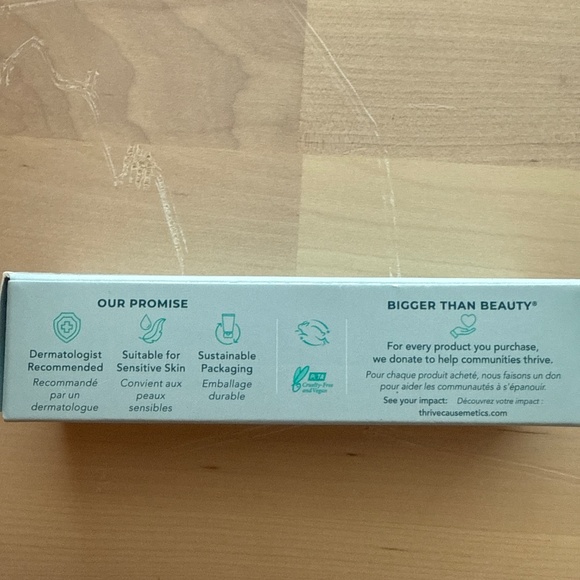 OUR PROMISE
Dermatologist
Recommended
Recommandé
par un
dermatologue
Suitable for
Sensitive Skin
Convient aux
peaux
sensibles
Sustainable
Packaging
Emballage
durable
PeTA
Cruelty-Free
and Vegan
BIGGER THAN BEAUTY®
For every product you purchase,
we donate to help communities thrive.
Pour chaque produit acheté, nous faisons un don
pour aider les communautés à s'épanouir.
See your impact: Découvrez votre impact :
thrivecausemetics.com